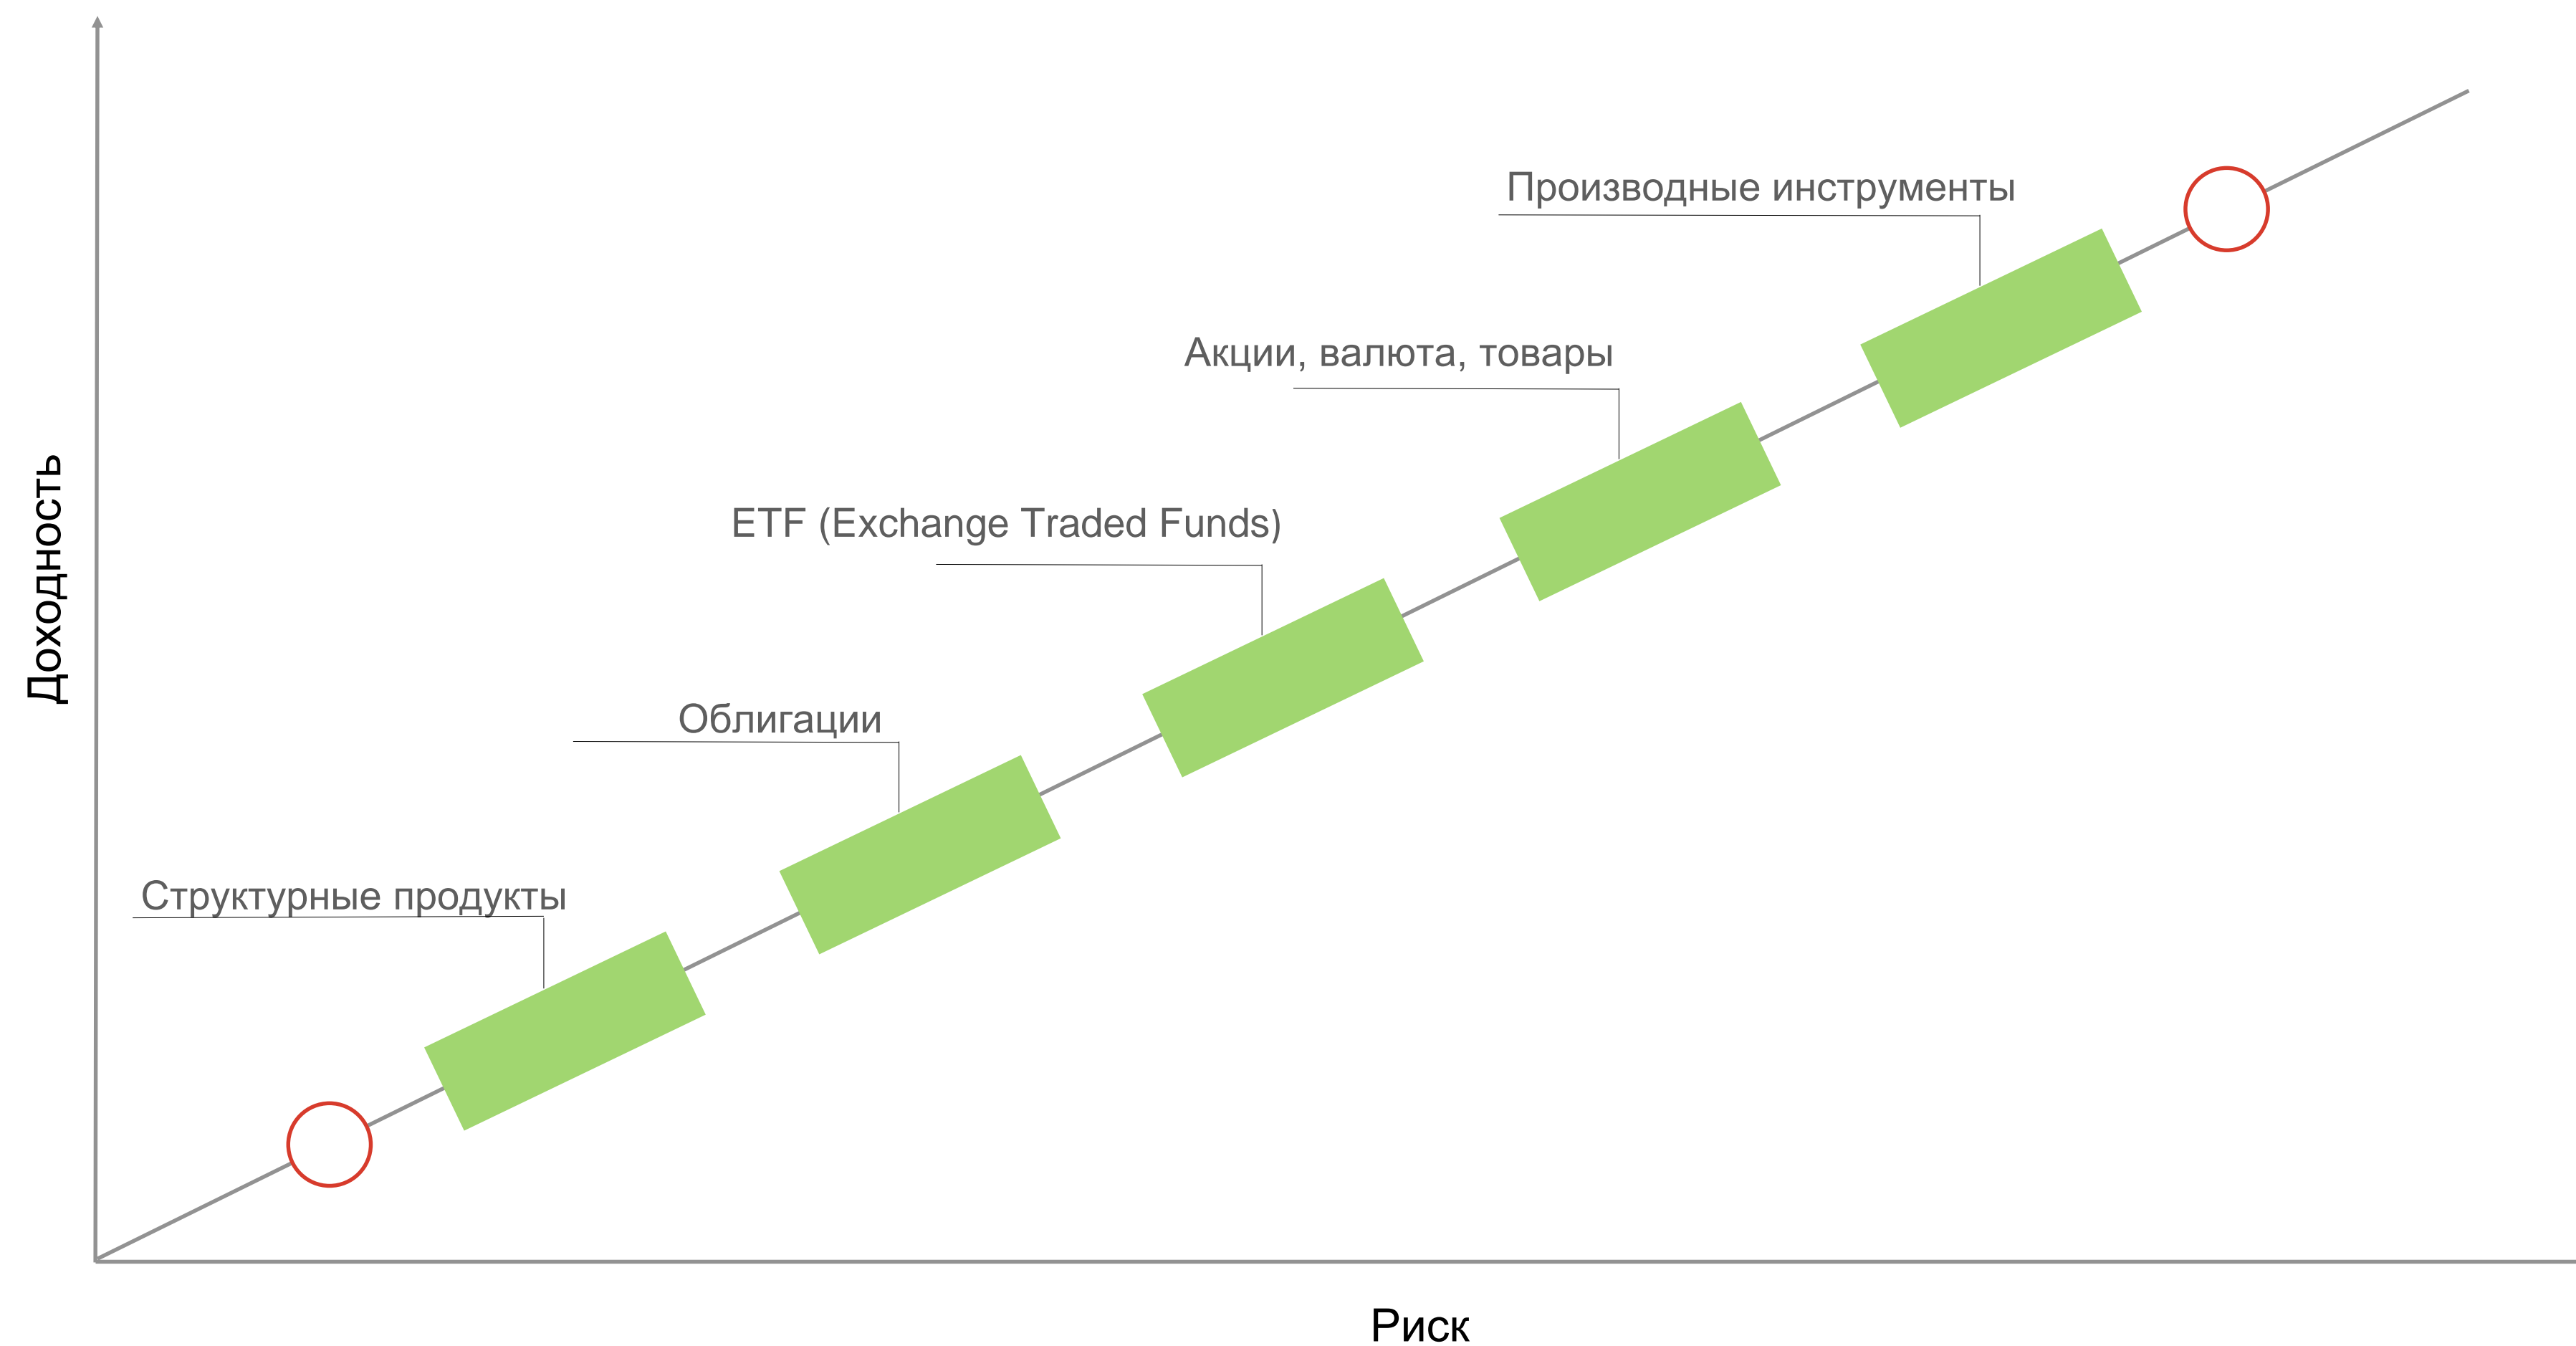 Производные инструменты
Акции, валюта, товары
ETF (Exchange Traded Funds)
Облигации
Структурные продукты
Доходность
Риск